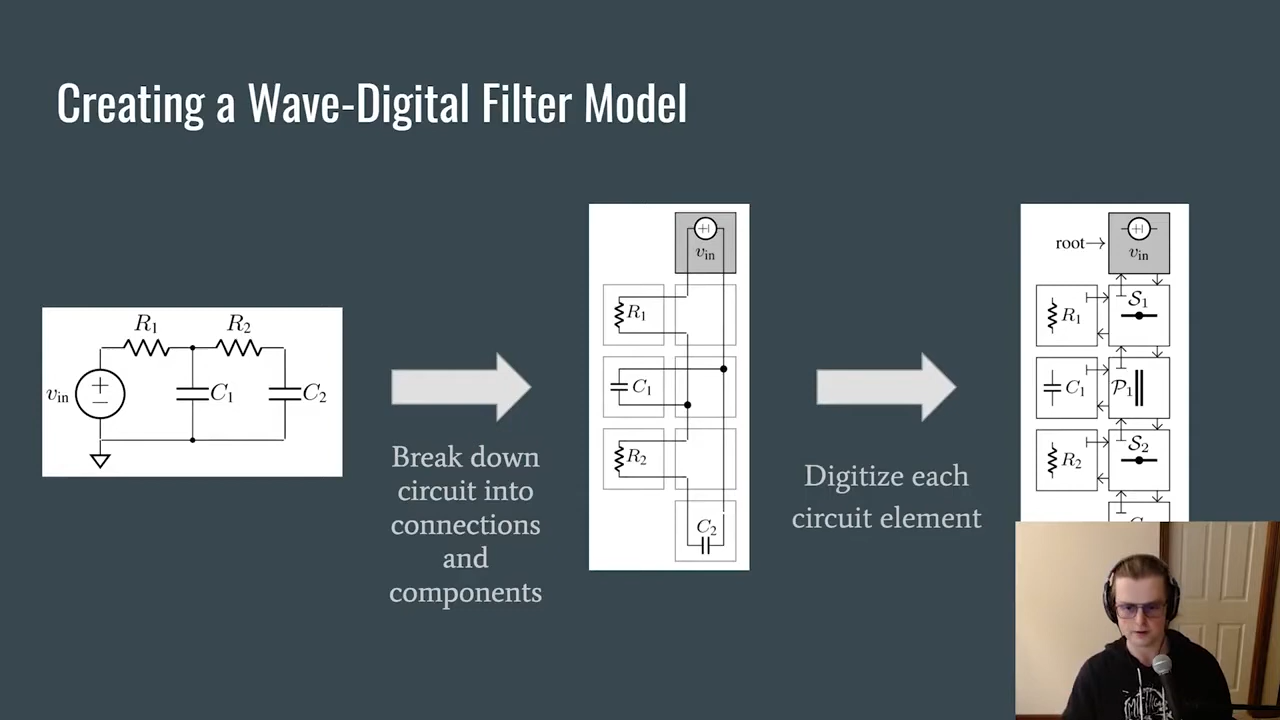 Creating a Wave-Digital Filter Model
R₁
R₂
vᵢₙ
C₁
C₂
Break down
circuit into
connections
and
components
vᵢₙ
R₁
C₁
R₂
C₂
Digitize each
circuit element
root→
vᵢₙ
R₁
S₁
C₁
P₁
R₂
S₂